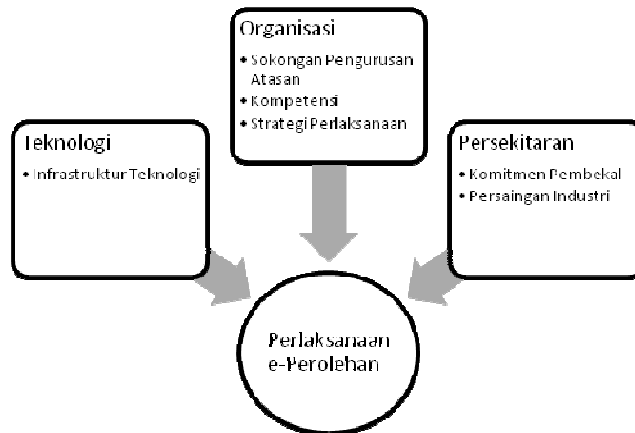 Organisasi
• Sokongan Pengurusan
Atasan
• Kompetensi
• Strategi Perlaksanaan
Teknologi
• Infrastruktur Teknologi
Persekitaran
• Komitmen Pembekal
• Persaingan Industri
Perlaksanaan
e-Perolehan